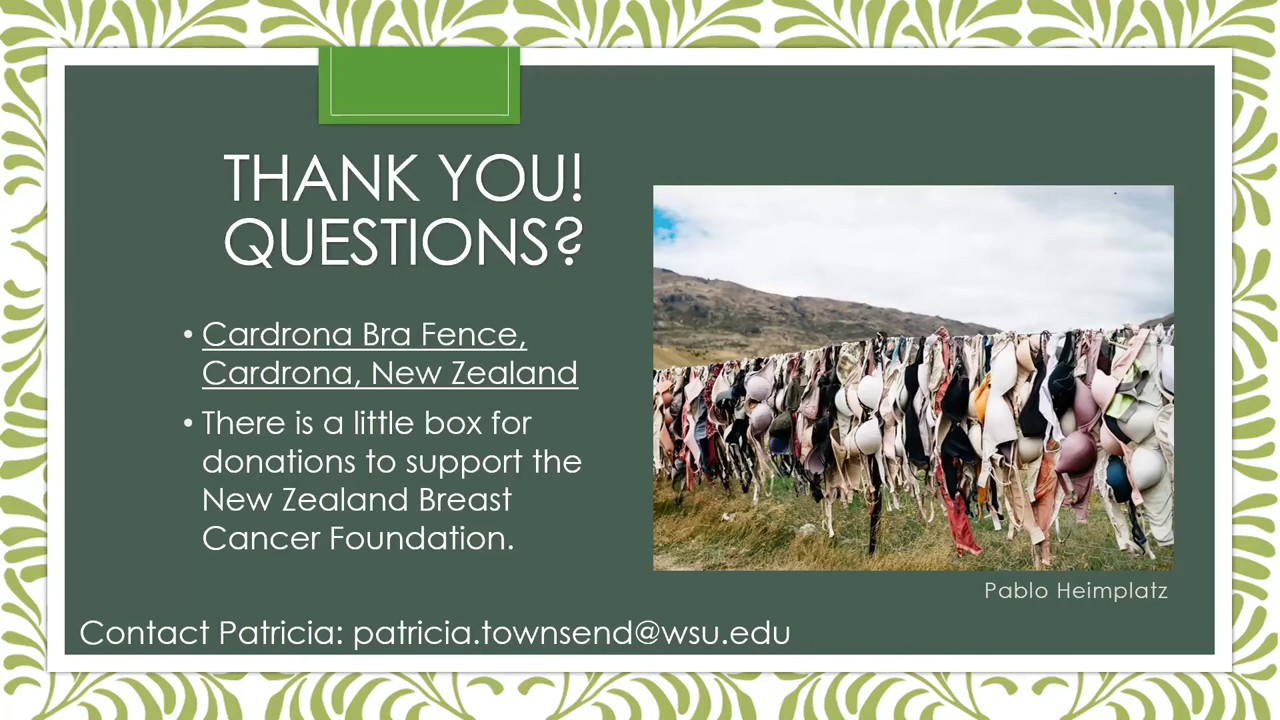 THANK YOU!
QUESTIONS?
• Cardrona Bra Fence,
Cardrona, New Zealand
• There is a little box for
donations to support the
New Zealand Breast
Cancer Foundation.
Pablo Heimplatz
Contact Patricia: patricia.townsend@wsu.edu